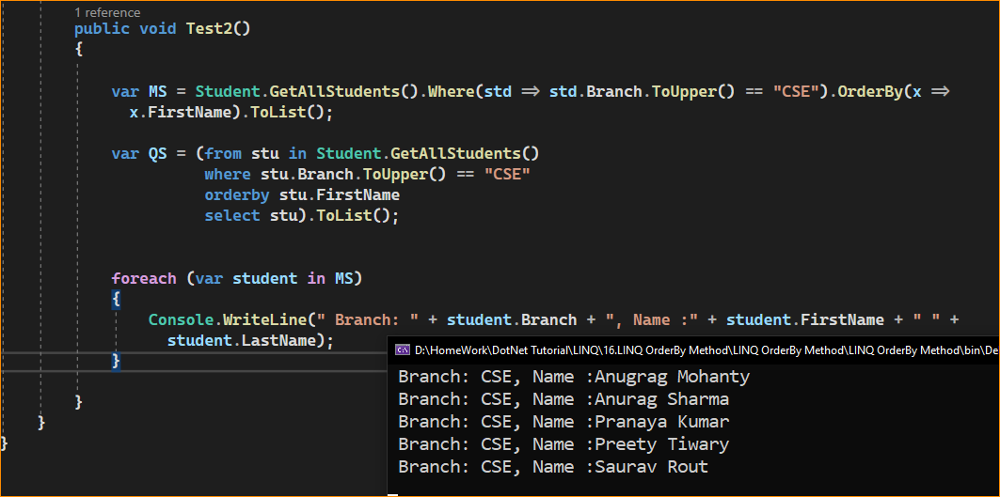 1 reference
public void Test2()
{
var MS = Student.GetAllStudents().Where(std => std.Branch.ToUpper() == "CSE").OrderBy(x =>
x.FirstName).ToList();
var QS = (from stu in Student.GetAllStudents()
where stu.Branch.ToUpper() == "CSE"
orderby stu.FirstName
select stu).ToList();
foreach (var student in MS)
{
Console.WriteLine(" Branch: " + student.Branch + ", Name :" + student.FirstName + " " +
student.LastName);
}
}
}
}
D:\HomeWork\DotNet Tutorial\LINQ\16.LINQ OrderBy Method\LINQ OrderBy Method\LINQ OrderBy Method\bin\De
Branch: CSE, Name :Anugrag Mohanty
Branch: CSE, Name :Anurag Sharma
Branch: CSE, Name :Pranaya Kumar
Branch: CSE, Name :Preety Tiwary
Branch: CSE, Name :Saurav Rout